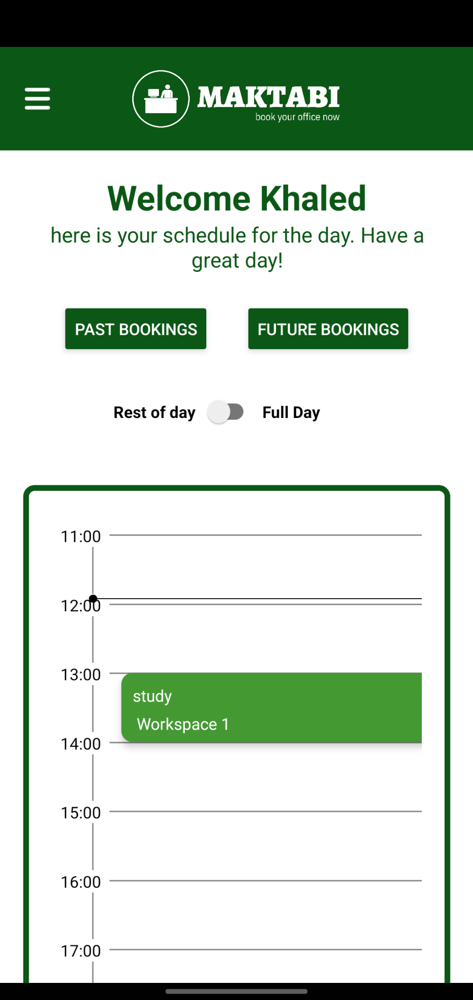 MAKTABI
book your office now
Welcome Khaled
here is your schedule for the day. Have a
great day!
PAST BOOKINGS
FUTURE BOOKINGS
Rest of day
Full Day
11:00
12:00
13:00
study
Workspace 1
14:00
15:00
16:00
17:00